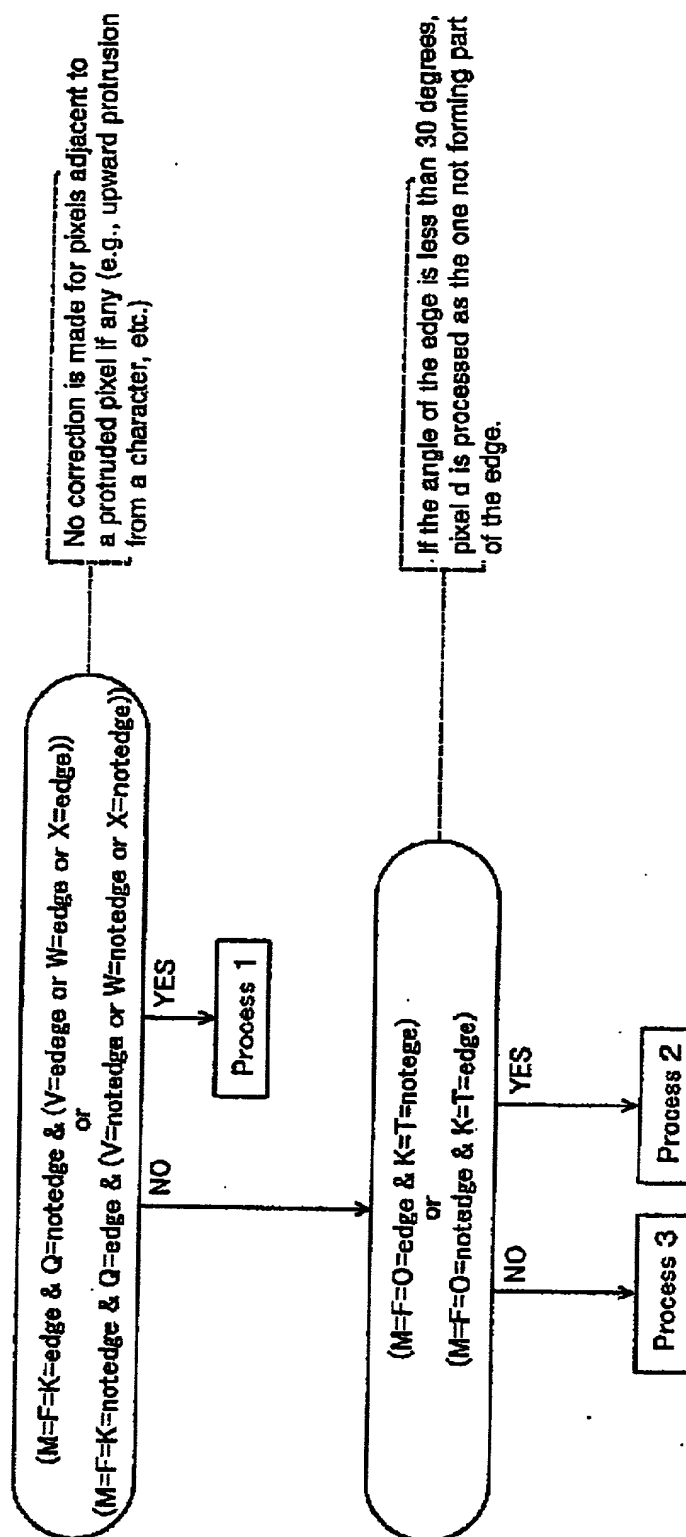 (M=F=K=edge & Q=notedge & (V=edege or W=edge or X=edge))
or
(M=F=K=notedge & Q=edge & (V=notedge or W=notedge or X=notedge))
No correction is made for pixels adjacent to
a protruded pixel if any (e.g., upward protrusion
from a character, etc.)
NO
YES
Process 1
(M=F=O=edge & K=T=notege)
or
(M=F=O=notedge & K=T=edge)
If the angle of the edge is less than 30 degrees,
pixel d is processed as the one not forming part
of the edge.
NO
YES
Process 3
Process 2